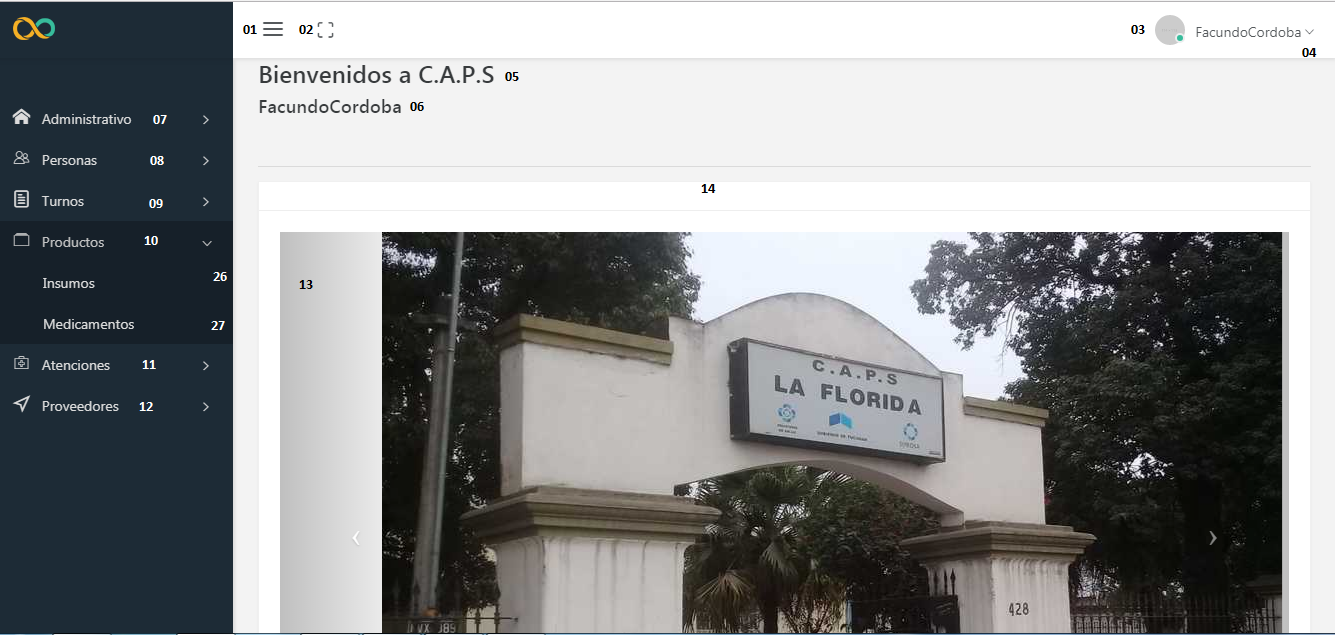 01 02 03 FacundoCordoba
04
Bienvenidos a C.A.P.S 05
FacundoCordoba 06
Administrativo 07
Personas 08
Turnos 09
Productos 10
Insumos 26
Medicamentos 27
Atenciones 11
Proveedores 12
14
13
C.A.P.S
LA FLORIDA
428